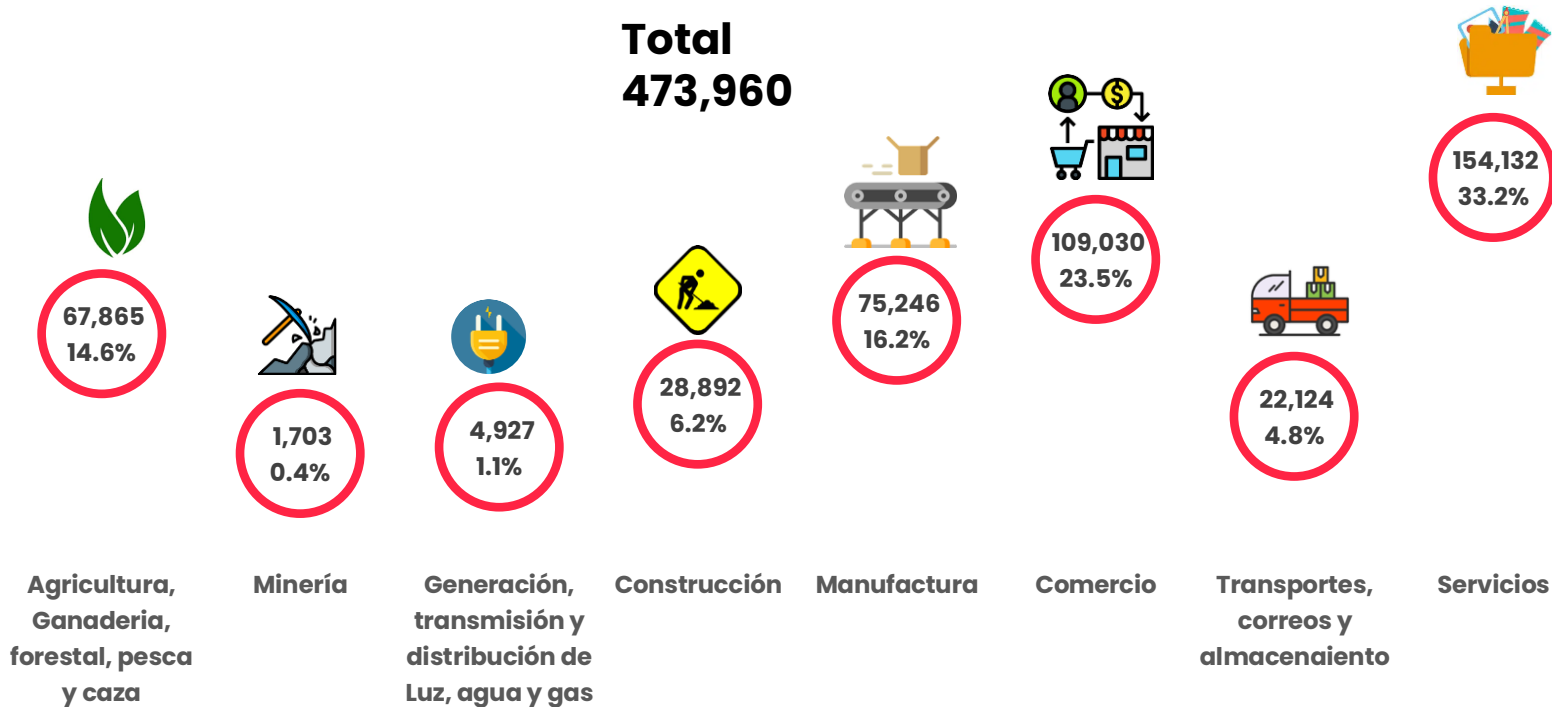 Total
473,960
67,865
14.6%
1,703
0.4%
4,927
1.1%
28,892
6.2%
75,246
16.2%
109,030
23.5%
22,124
4.8%
154,132
33.2%
Agricultura,
Ganaderia,
forestal, pesca
y caza
Minería
Generación,
transmisión y
distribución de
Luz, agua y gas
Construcción
Manufactura
Comercio
Transportes,
correos y
almacenaiento
Servicios